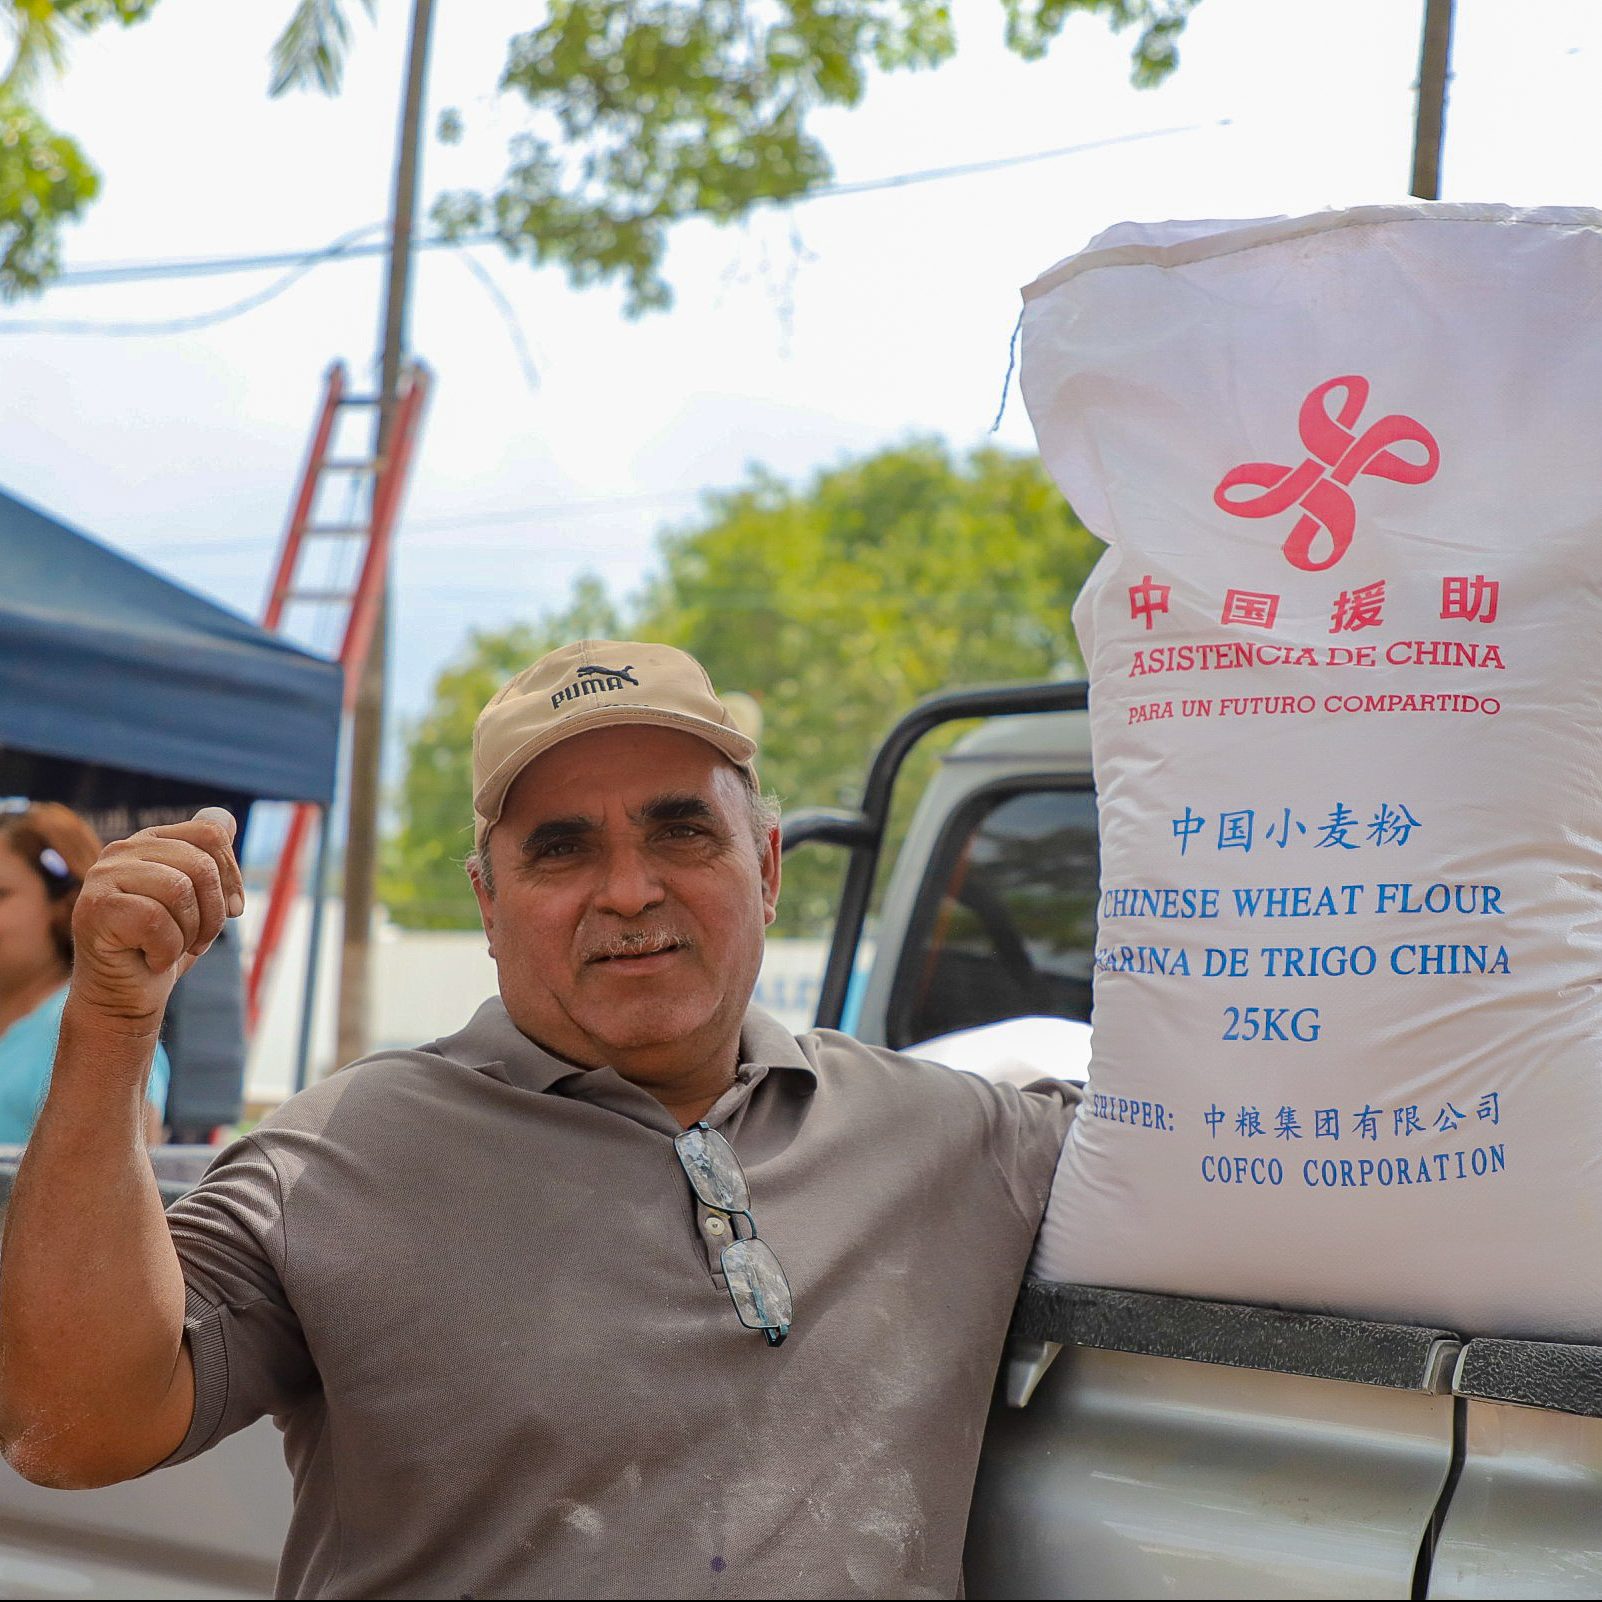 PUMA
中国援助
ASISTENCIA DE CHINA
PARA UN FUTURO COMPARTIDO
中国小麦粉
CHINESE WHEAT FLOUR
HARINA DE TRIGO CHINA
25KG
SHIPPER: 中粮集团有限公司
COFCO CORPORATION